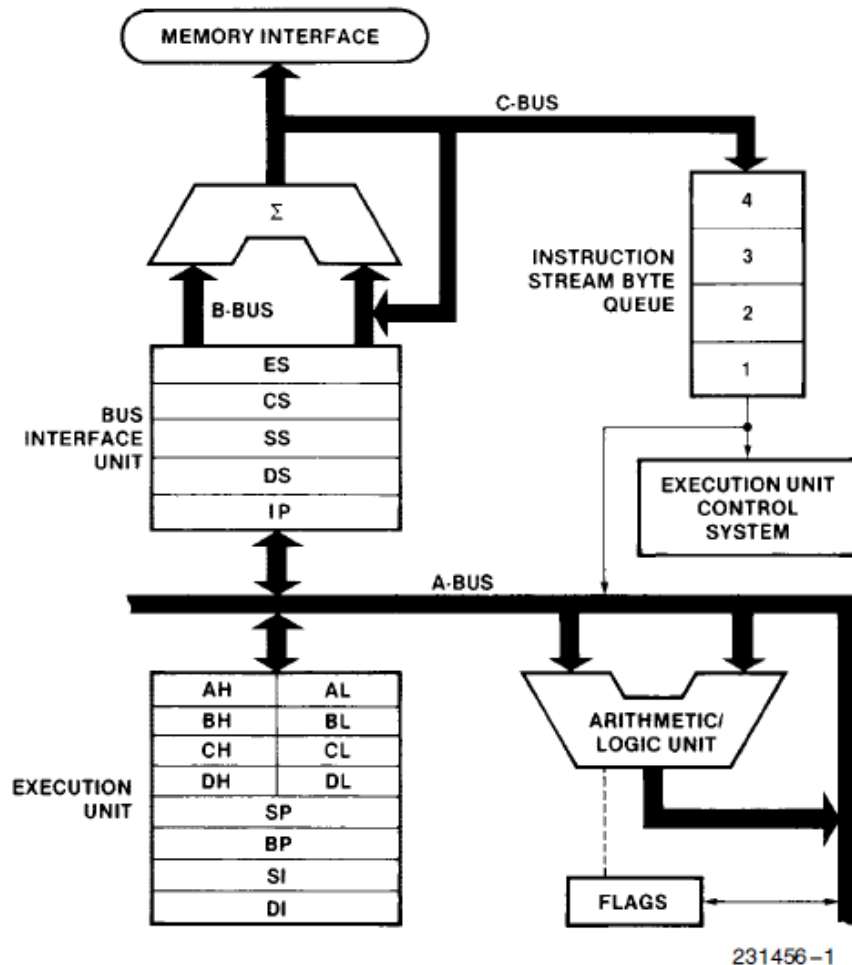 MEMORY INTERFACE
C-BUS
Σ
B-BUS
4
3
2
1
INSTRUCTION
STREAM BYTE
QUEUE
ES
CS
SS
DS
IP
BUS
INTERFACE
UNIT
EXECUTION UNIT
CONTROL
SYSTEM
A-BUS
AH AL
BH BL
CH CL
DH DL
SP
BP
SI
DI
EXECUTION
UNIT
ARITHMETIC/
LOGIC UNIT
FLAGS
231456–1